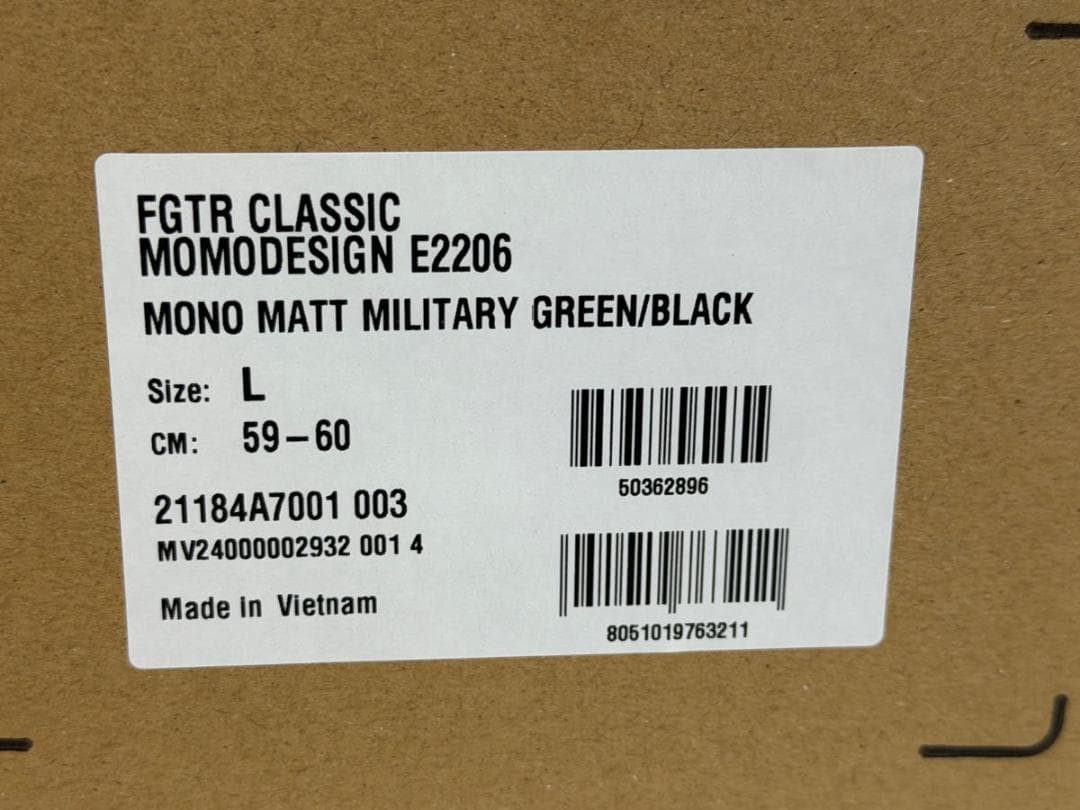 FGTR CLASSIC
MOMODESIGN E2206
MONO MATT MILITARY GREEN/BLACK
Size: L
CM: 59-60
21184A7001 003
MV24000002932 001 4
Made in Vietnam
50362896
8051019763211